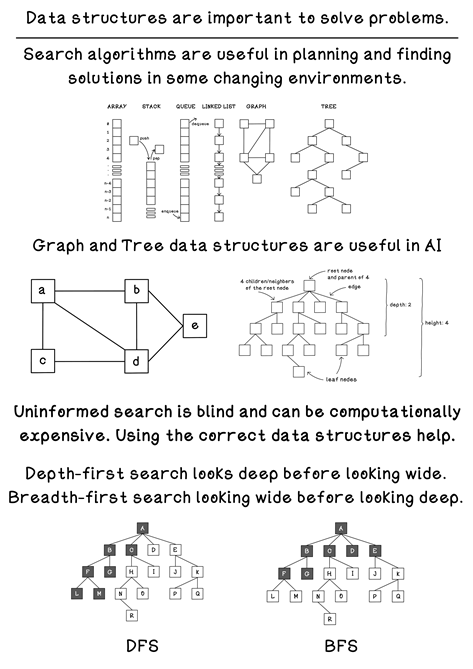 Data structures are important to solve problems.
Search algorithms are useful in planning and finding
solutions in some changing environments.
ARRAY STACK QUEUE LINKED LIST GRAPH TREE
push
pop
dequeue
enqueue
0
1
2
3
4
n-4
n-3
n-2
n-1
n
Graph and Tree data structures are useful in AI
a b
e
c d
root node
and parent of 4
4 children/neighbors
of the root node
edge
depth: 2
height: 4
leaf nodes
Uninformed search is blind and can be computationally
expensive. Using the correct data structures help.
Depth-first search looks deep before looking wide.
Breadth-first search looking wide before looking deep.
A
B C D E
F G H I J K
L M N O P Q
R
DFS
A
B C D E
F G H I J K
L M N O P Q
R
BFS